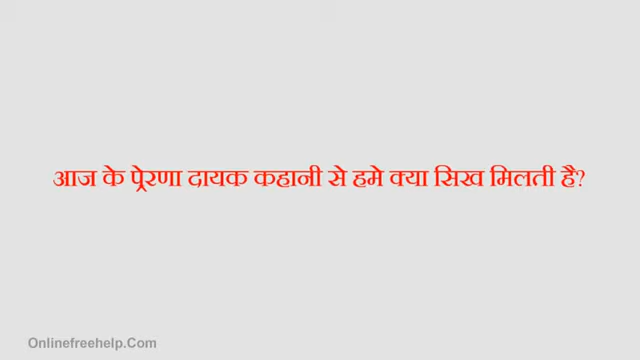 आज के प्रेरणा दायक कहानी से हमे क्या सिख मिलती है?
Onlinefreehelp.Com